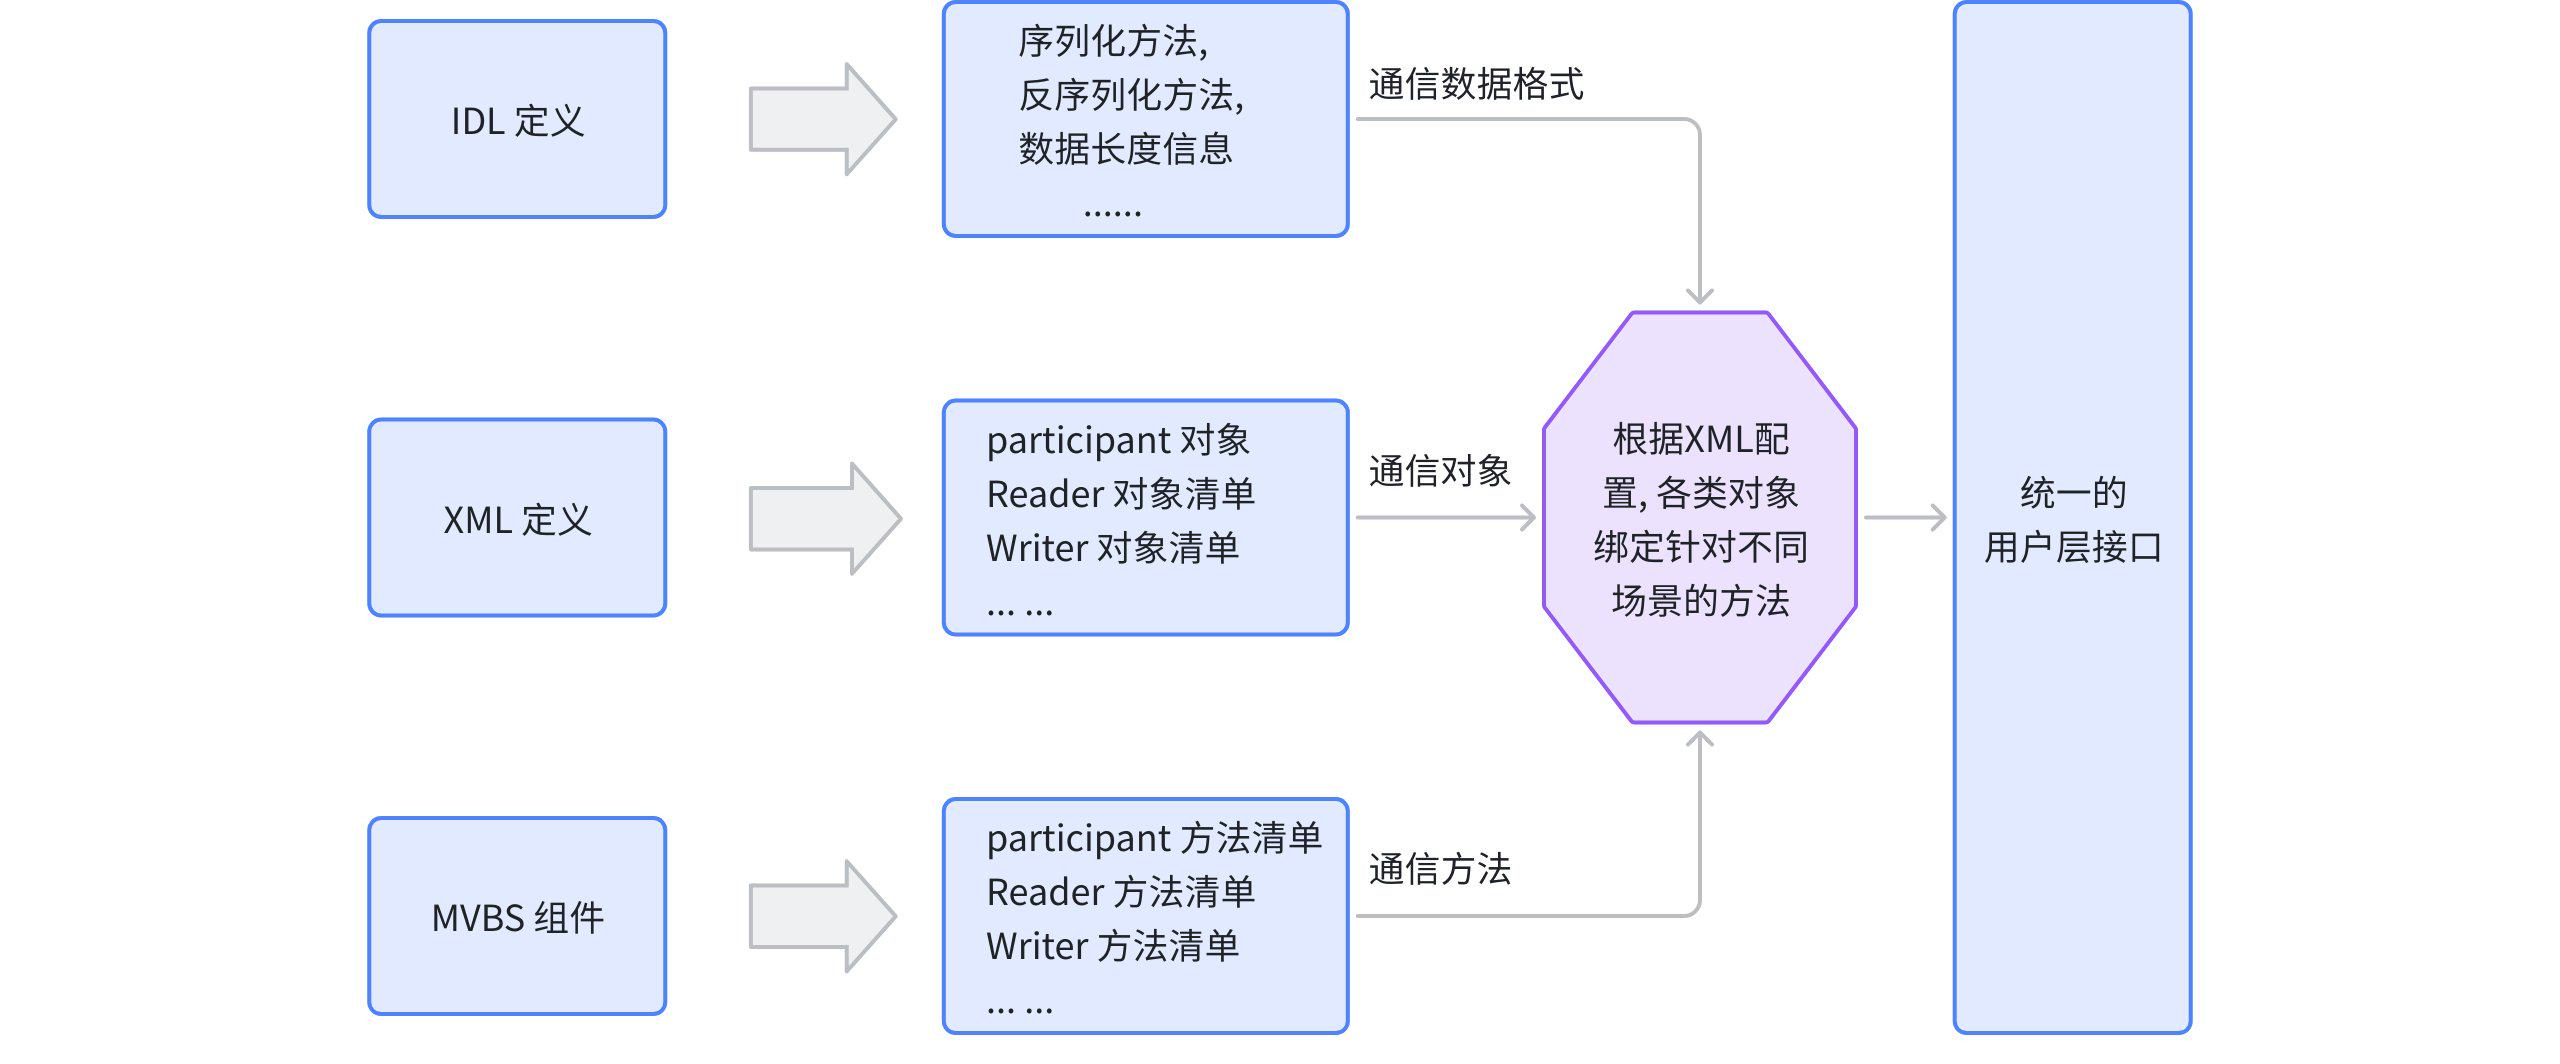 IDL 定义
序列化方法,
反序列化方法,
数据长度信息
......
通信数据格式
XML 定义
participant 对象
Reader 对象清单
Writer 对象清单
... ...
通信对象
根据XML配
置, 各类对象
绑定针对不同
场景的方法
统一的
用户层接口
MVBS 组件
participant 方法清单
Reader 方法清单
Writer 方法清单
... ...
通信方法